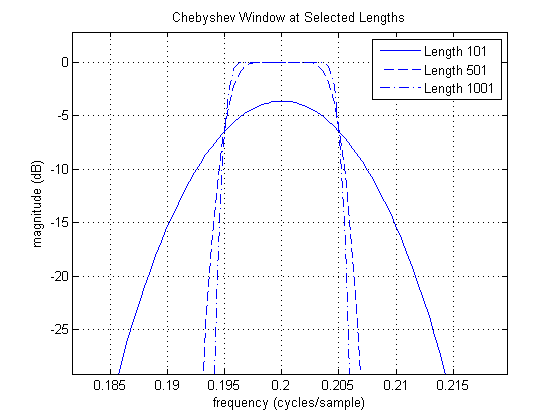 Chebyshev Window at Selected Lengths
Length 101
Length 501
Length 1001
magnitude (dB)
0
-5
-10
-15
-20
-25
0.185 0.19 0.195 0.2 0.205 0.21 0.215
frequency (cycles/sample)